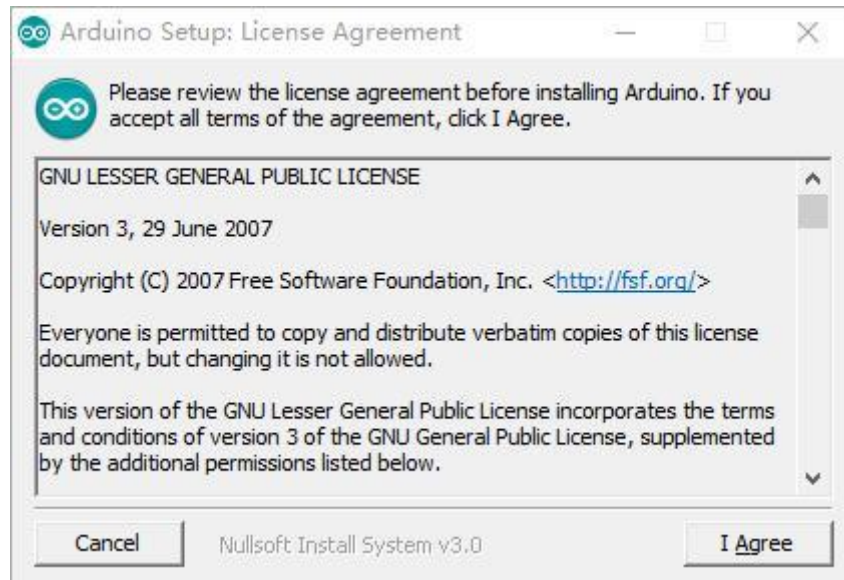 Arduino Setup: License Agreement
Please review the license agreement before installing Arduino. If you
accept all terms of the agreement, click I Agree.
GNU LESSER GENERAL PUBLIC LICENSE
Version 3, 29 June 2007
Copyright (C) 2007 Free Software Foundation, Inc. <http://fsf.org/>
Everyone is permitted to copy and distribute verbatim copies of this license
document, but changing it is not allowed.
This version of the GNU Lesser General Public License incorporates the terms
and conditions of version 3 of the GNU General Public License, supplemented
by the additional permissions listed below.
Cancel
Nullsoft Install System v3.0
I Agree